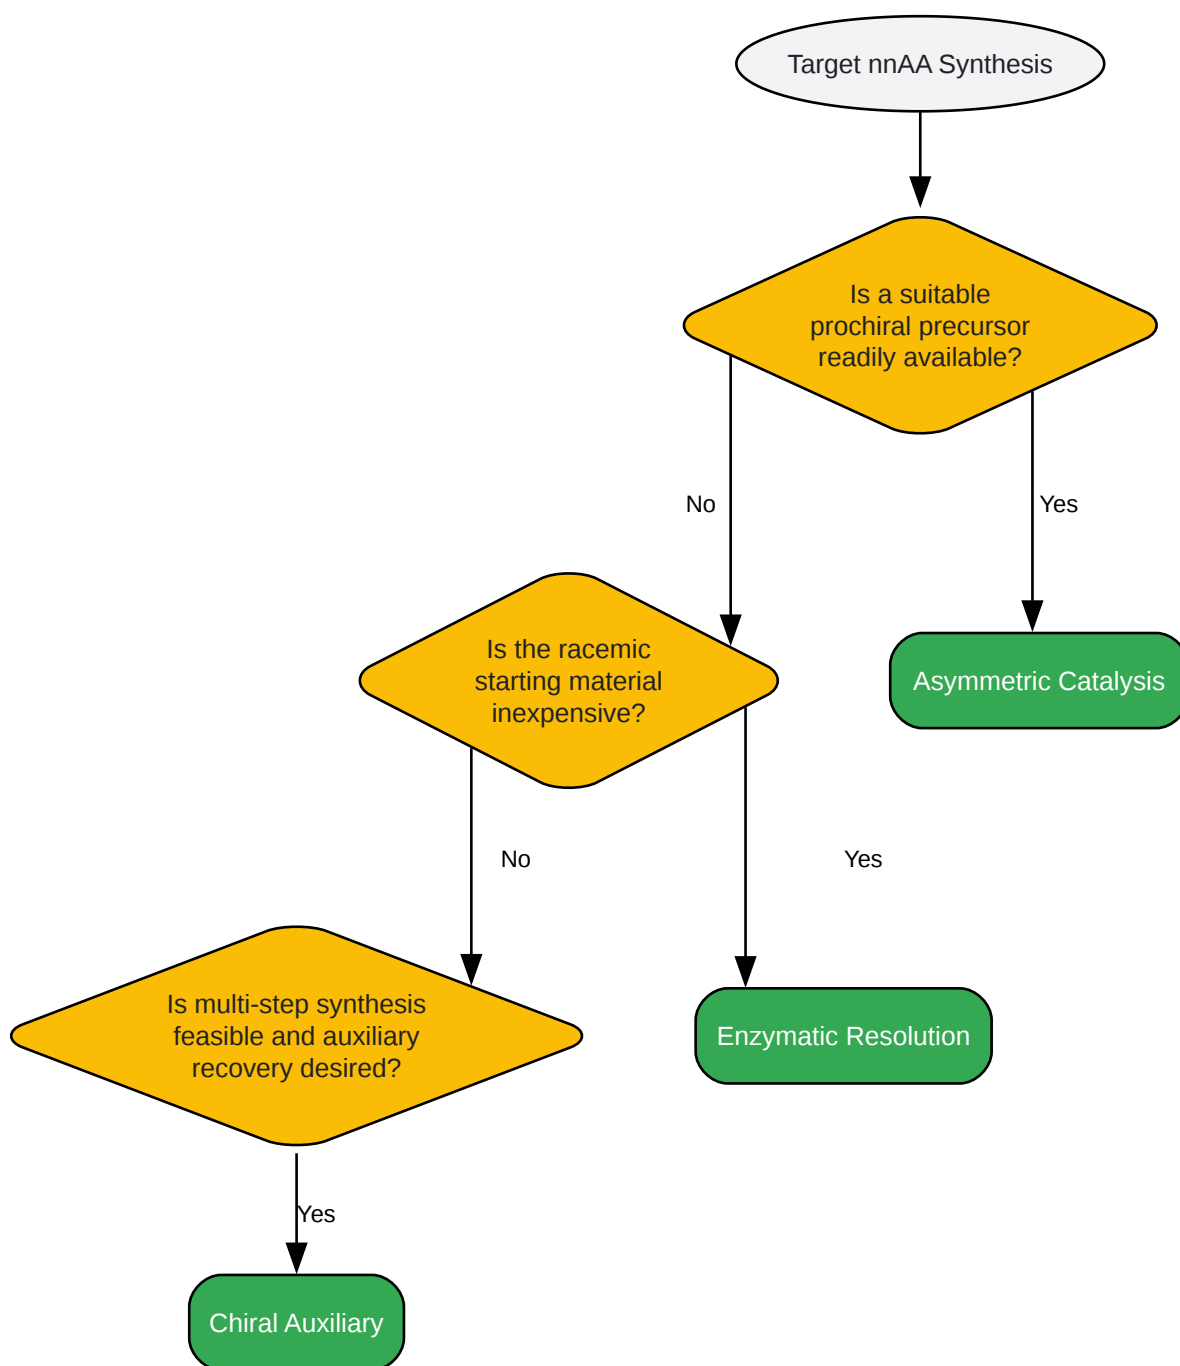 Target nnAA Synthesis
Is a suitable
prochiral precursor
readily available?
No
Yes
Is the racemic
starting material
inexpensive?
Asymmetric Catalysis
No
Yes
Is multi-step synthesis
feasible and auxiliary
recovery desired?
Enzymatic Resolution
Yes
Chiral Auxiliary